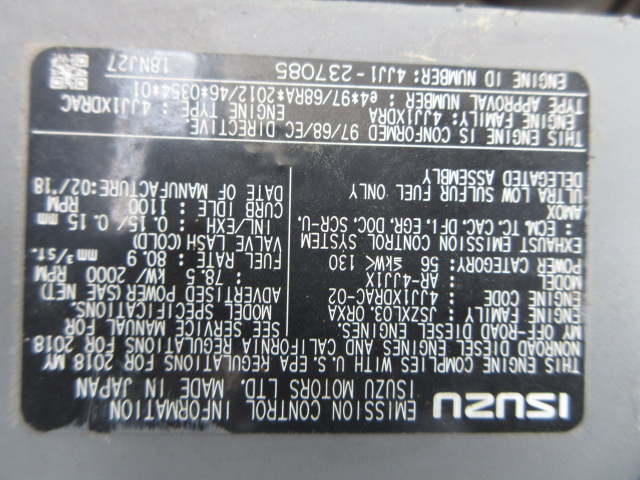 ISUZU
EMISSION CONTROL INFORMATION
ISUZU MOTORS LTD. MADE IN JAPAN
THIS ENGINE COMPLIES WITH U.S. EPA REGULATIONS FOR 2018 MY
NONROAD DIESEL ENGINES AND CALIFORNIA REGULATIONS FOR 2018
MY OFF-ROAD DIESEL ENGINES.
ENGINE FAMILY : JSZXL03.0RXA
ENGINE CODE : 4JJ1XDRAC-02
MODEL : AR-4JJ1X
POWER CATEGORY : 56 ≦kW< 130
EXHAUST EMISSION CONTROL SYSTEM
: ECM, TC, CAC, DFI, EGR, DOC, SCR-U,
AMOX
ULTRA LOW SULFUR FUEL ONLY
DELEGATED ASSEMBLY
SEE SERVICE MANUAL FOR
MODEL SPECIFICATIONS.
ADVERTISED POWER (SAE NET)
: 78.5 kW/ 2000 RPM
FUEL RATE : 80.9 mm³/st.
VALVE LASH (COLD)
INL/EXH : 0.15/ 0.15 mm
CURB IDLE : 1100 RPM
DATE OF MANUFACTURE:02/'18
THIS ENGINE IS CONFORMED 97/68/EC DIRECTIVE
ENGINE FAMILY: 4JJ1XDRA ENGINE TYPE : 4JJ1XDRAC
TYPE APPROVAL NUMBER : e4*97/68RA*2012/46*0354*01
ENGINE ID NUMBER: 4JJ1-237085 18NJ27